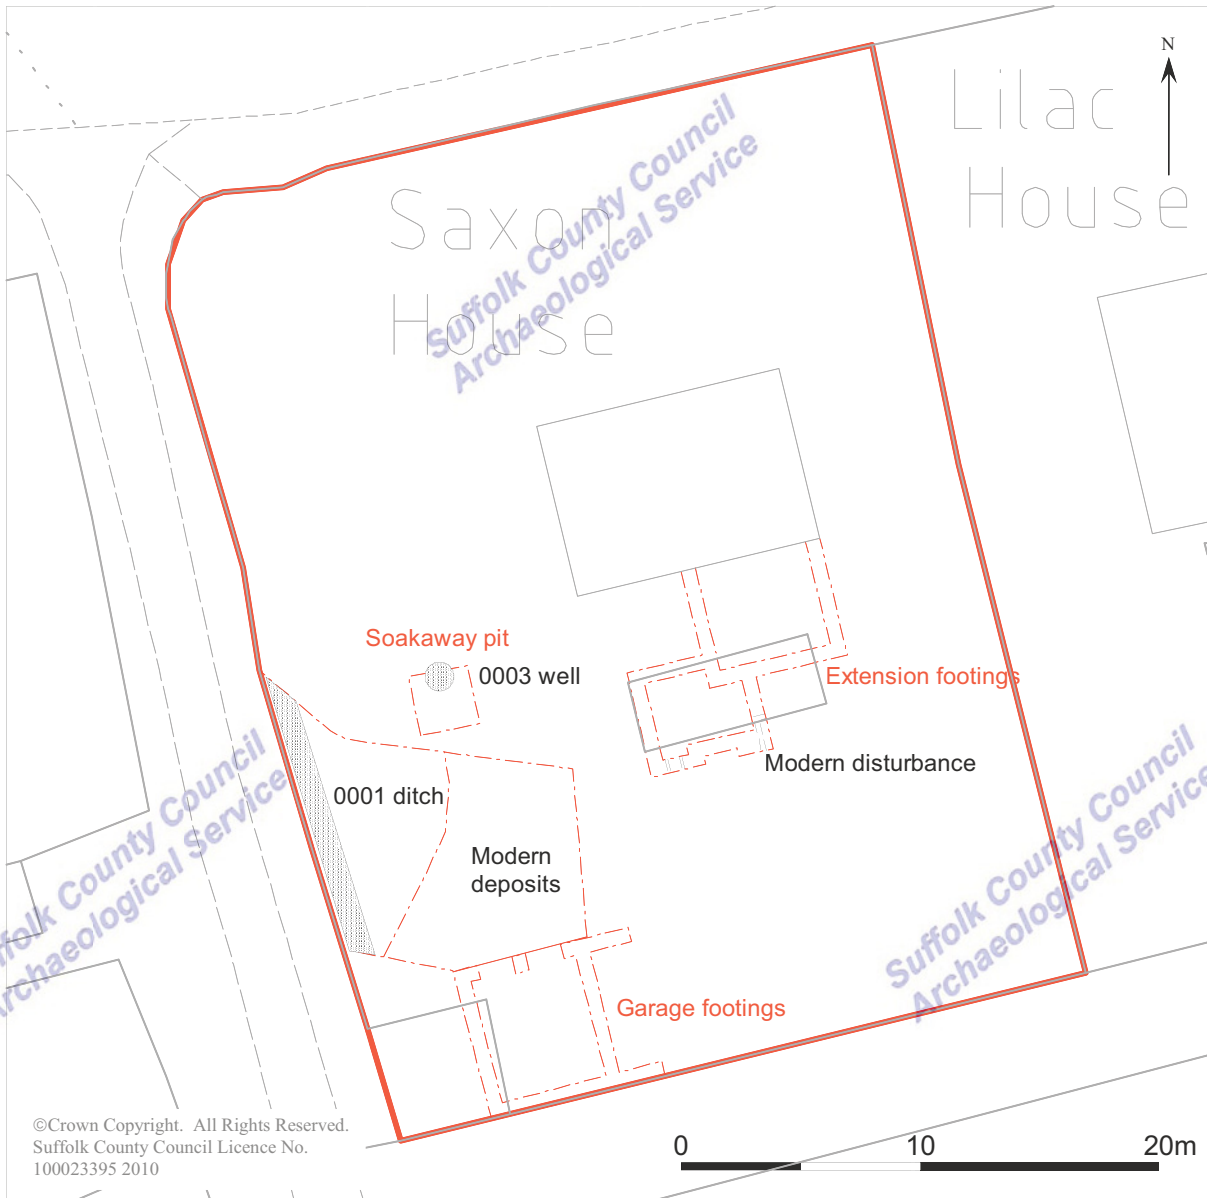 N
Lilac
House
Saxon
House
Suffolk County Council
Archaeological Service
Soakaway pit
0003 well
Extension footings
Modern disturbance
0001 ditch
Modern
deposits
Suffolk County Council
Archaeological Service
Suffolk County Council
Archaeological Service
Garage footings
©Crown Copyright. All Rights Reserved.
Suffolk County Council Licence No.
100023395 2010
0 10 20m